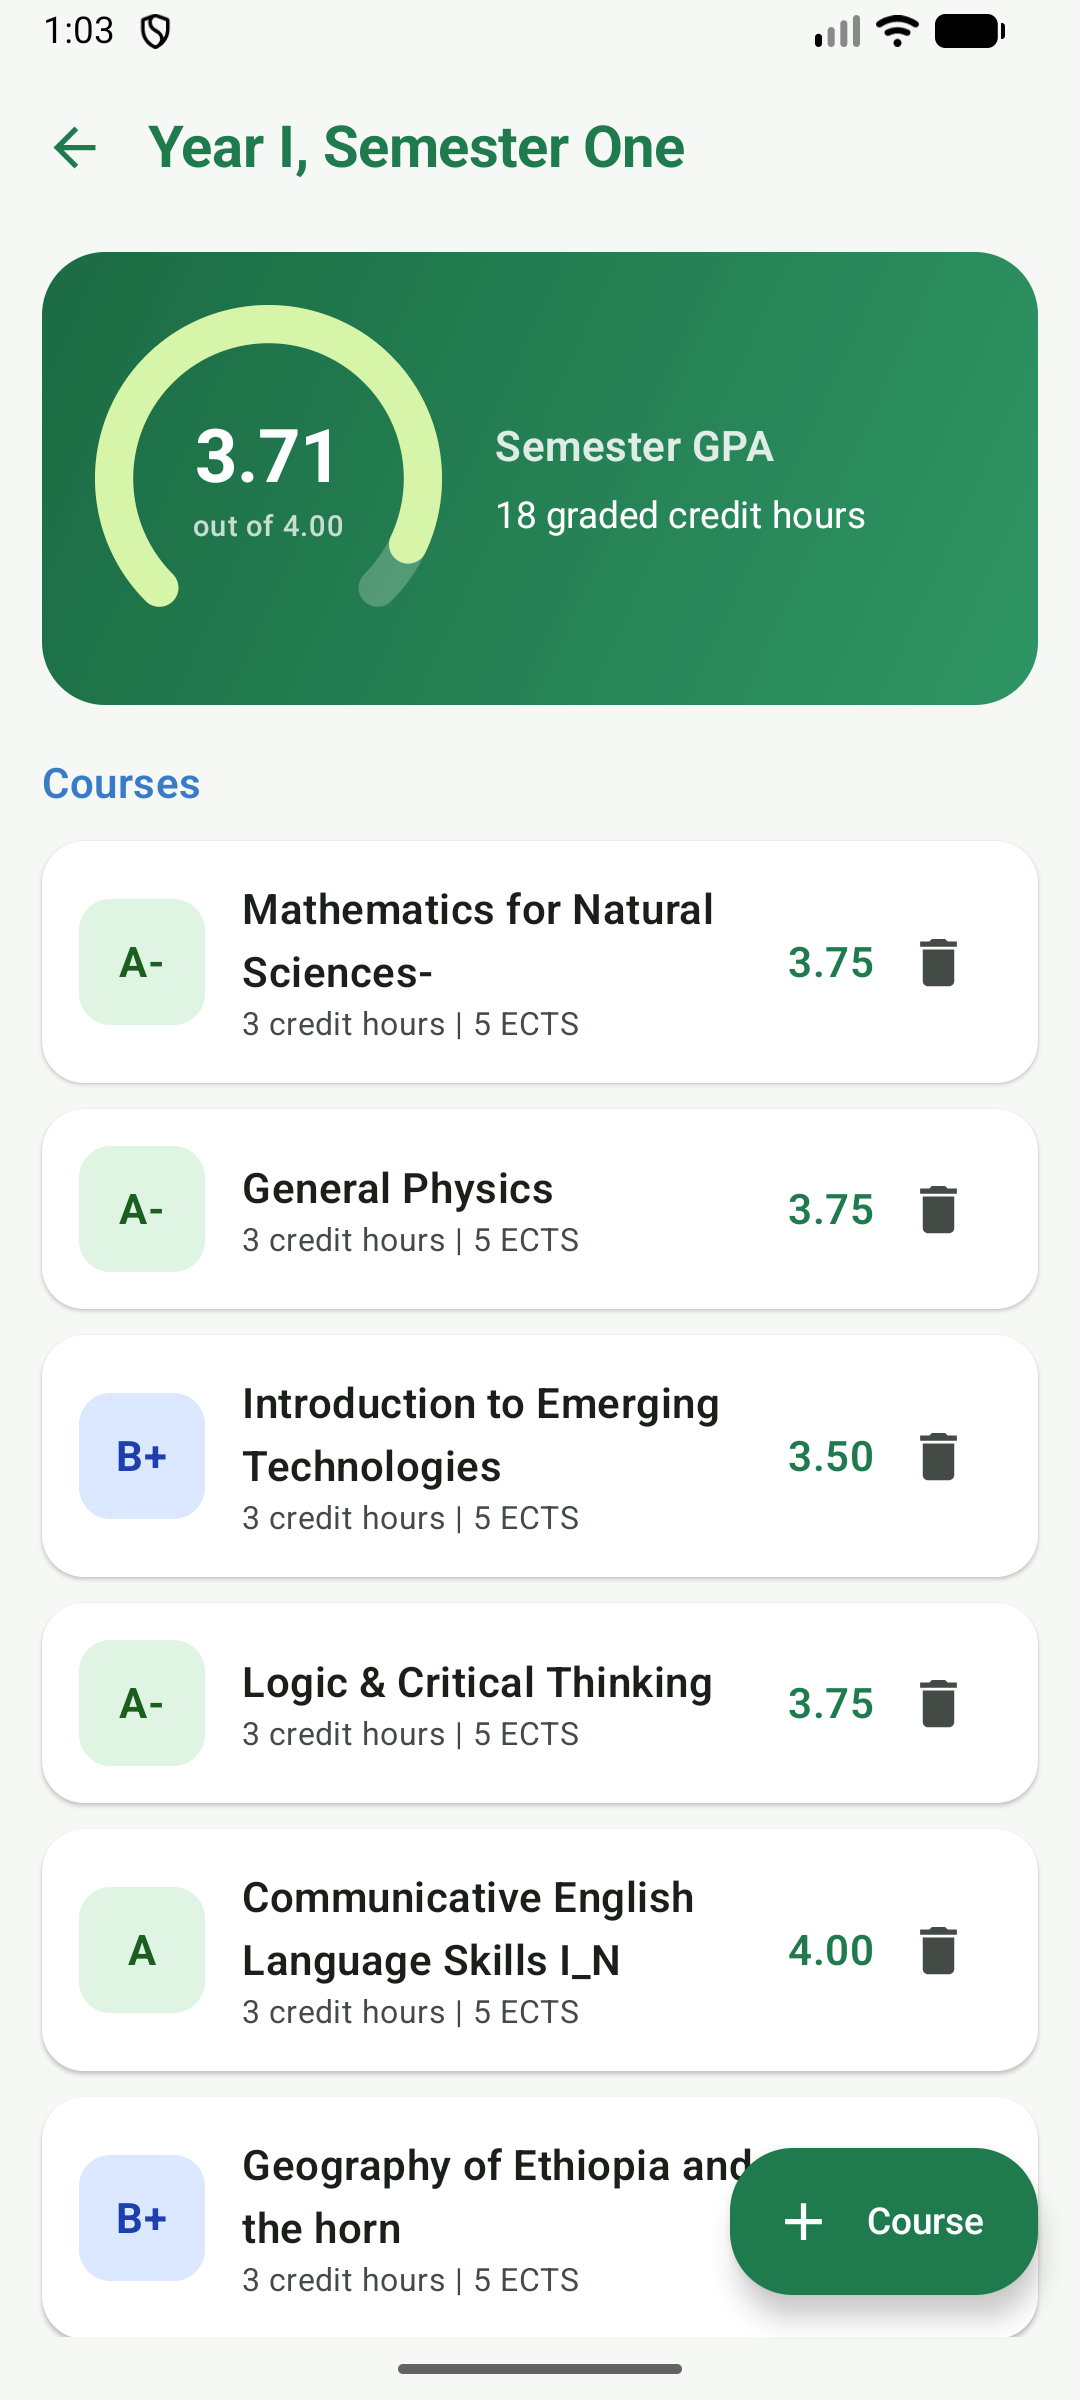 1:03
Year I, Semester One
3.71
out of 4.00
Semester GPA
18 graded credit hours
Courses
A-
Mathematics for Natural
Sciences-
3 credit hours | 5 ECTS
3.75
A-
General Physics
3 credit hours | 5 ECTS
3.75
B+
Introduction to Emerging
Technologies
3 credit hours | 5 ECTS
3.50
A-
Logic & Critical Thinking
3 credit hours | 5 ECTS
3.75
A
Communicative English
Language Skills I_N
3 credit hours | 5 ECTS
4.00
B+
Geography of Ethiopia and
the horn
3 credit hours | 5 ECTS
+ Course